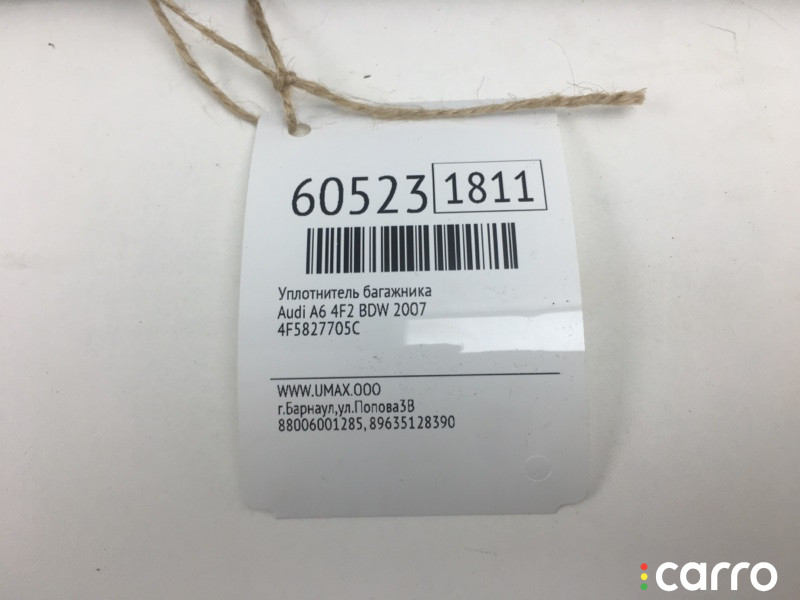 60523 1811
Уплотнитель багажника
Audi A6 4F2 BDW 2007
4F5827705C
WWW.UMAX.OOO
г.Барнаул,ул.Попова3В
88006001285, 89635128390
carro